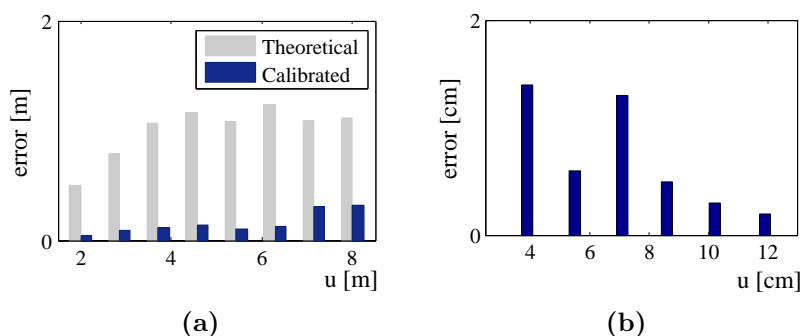 2
error [m]
Theoretical
Calibrated
0
2 4 6 8
u [m]
(a)
2
error [cm]
0
4 6 8 10 12
u [cm]
(b)